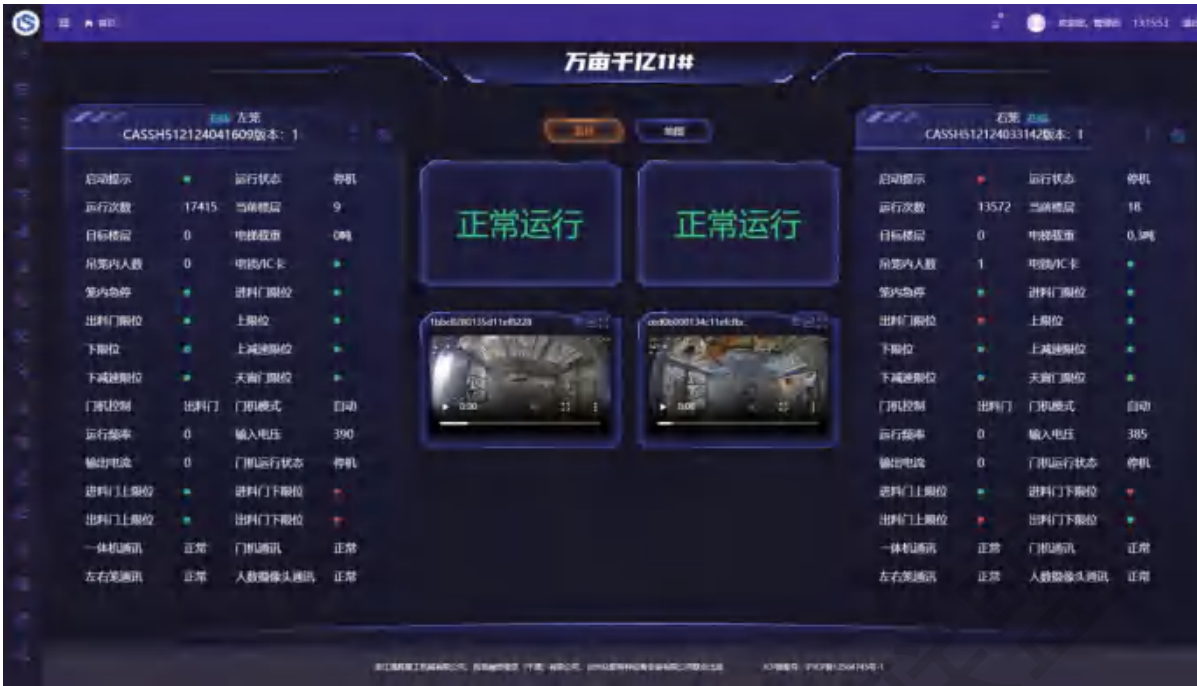 首页
万亩千亿11#
在线 左笼
CASSH512124041609版本：1
右笼 在线
CASSH512124033142版本：1
监控 地图
启动提示 运行状态 停机
运行次数 17415 当前楼层 9
目标楼层 0 电梯载重 0吨
吊笼内人数 0 电锁/IC卡
笼内急停 进料门限位
出料门限位 上限位
下限位 上减速限位
下减速限位 天窗门限位
门机控制 出料门 门机模式 自动
运行频率 0 输入电压 390
输出电流 0 门机运行状态 停机
进料门上限位 进料门下限位
出料门上限位 出料门下限位
一体机通讯 正常 门机通讯 正常
左右笼通讯 正常 人数摄像头通讯 正常
正常运行 正常运行
0:00 0:00
启动提示 运行状态 停机
运行次数 13572 当前楼层 18
目标楼层 0 电梯载重 0.3吨
吊笼内人数 1 电锁/IC卡
笼内急停 进料门限位
出料门限位 上限位
下限位 上减速限位
下减速限位 天窗门限位
门机控制 出料门 门机模式 自动
运行频率 0 输入电压 385
输出电流 0 门机运行状态 停机
进料门上限位 进料门下限位
出料门上限位 出料门下限位
一体机通讯 正常 门机通讯 正常
左右笼通讯 正常 人数摄像头通讯 正常